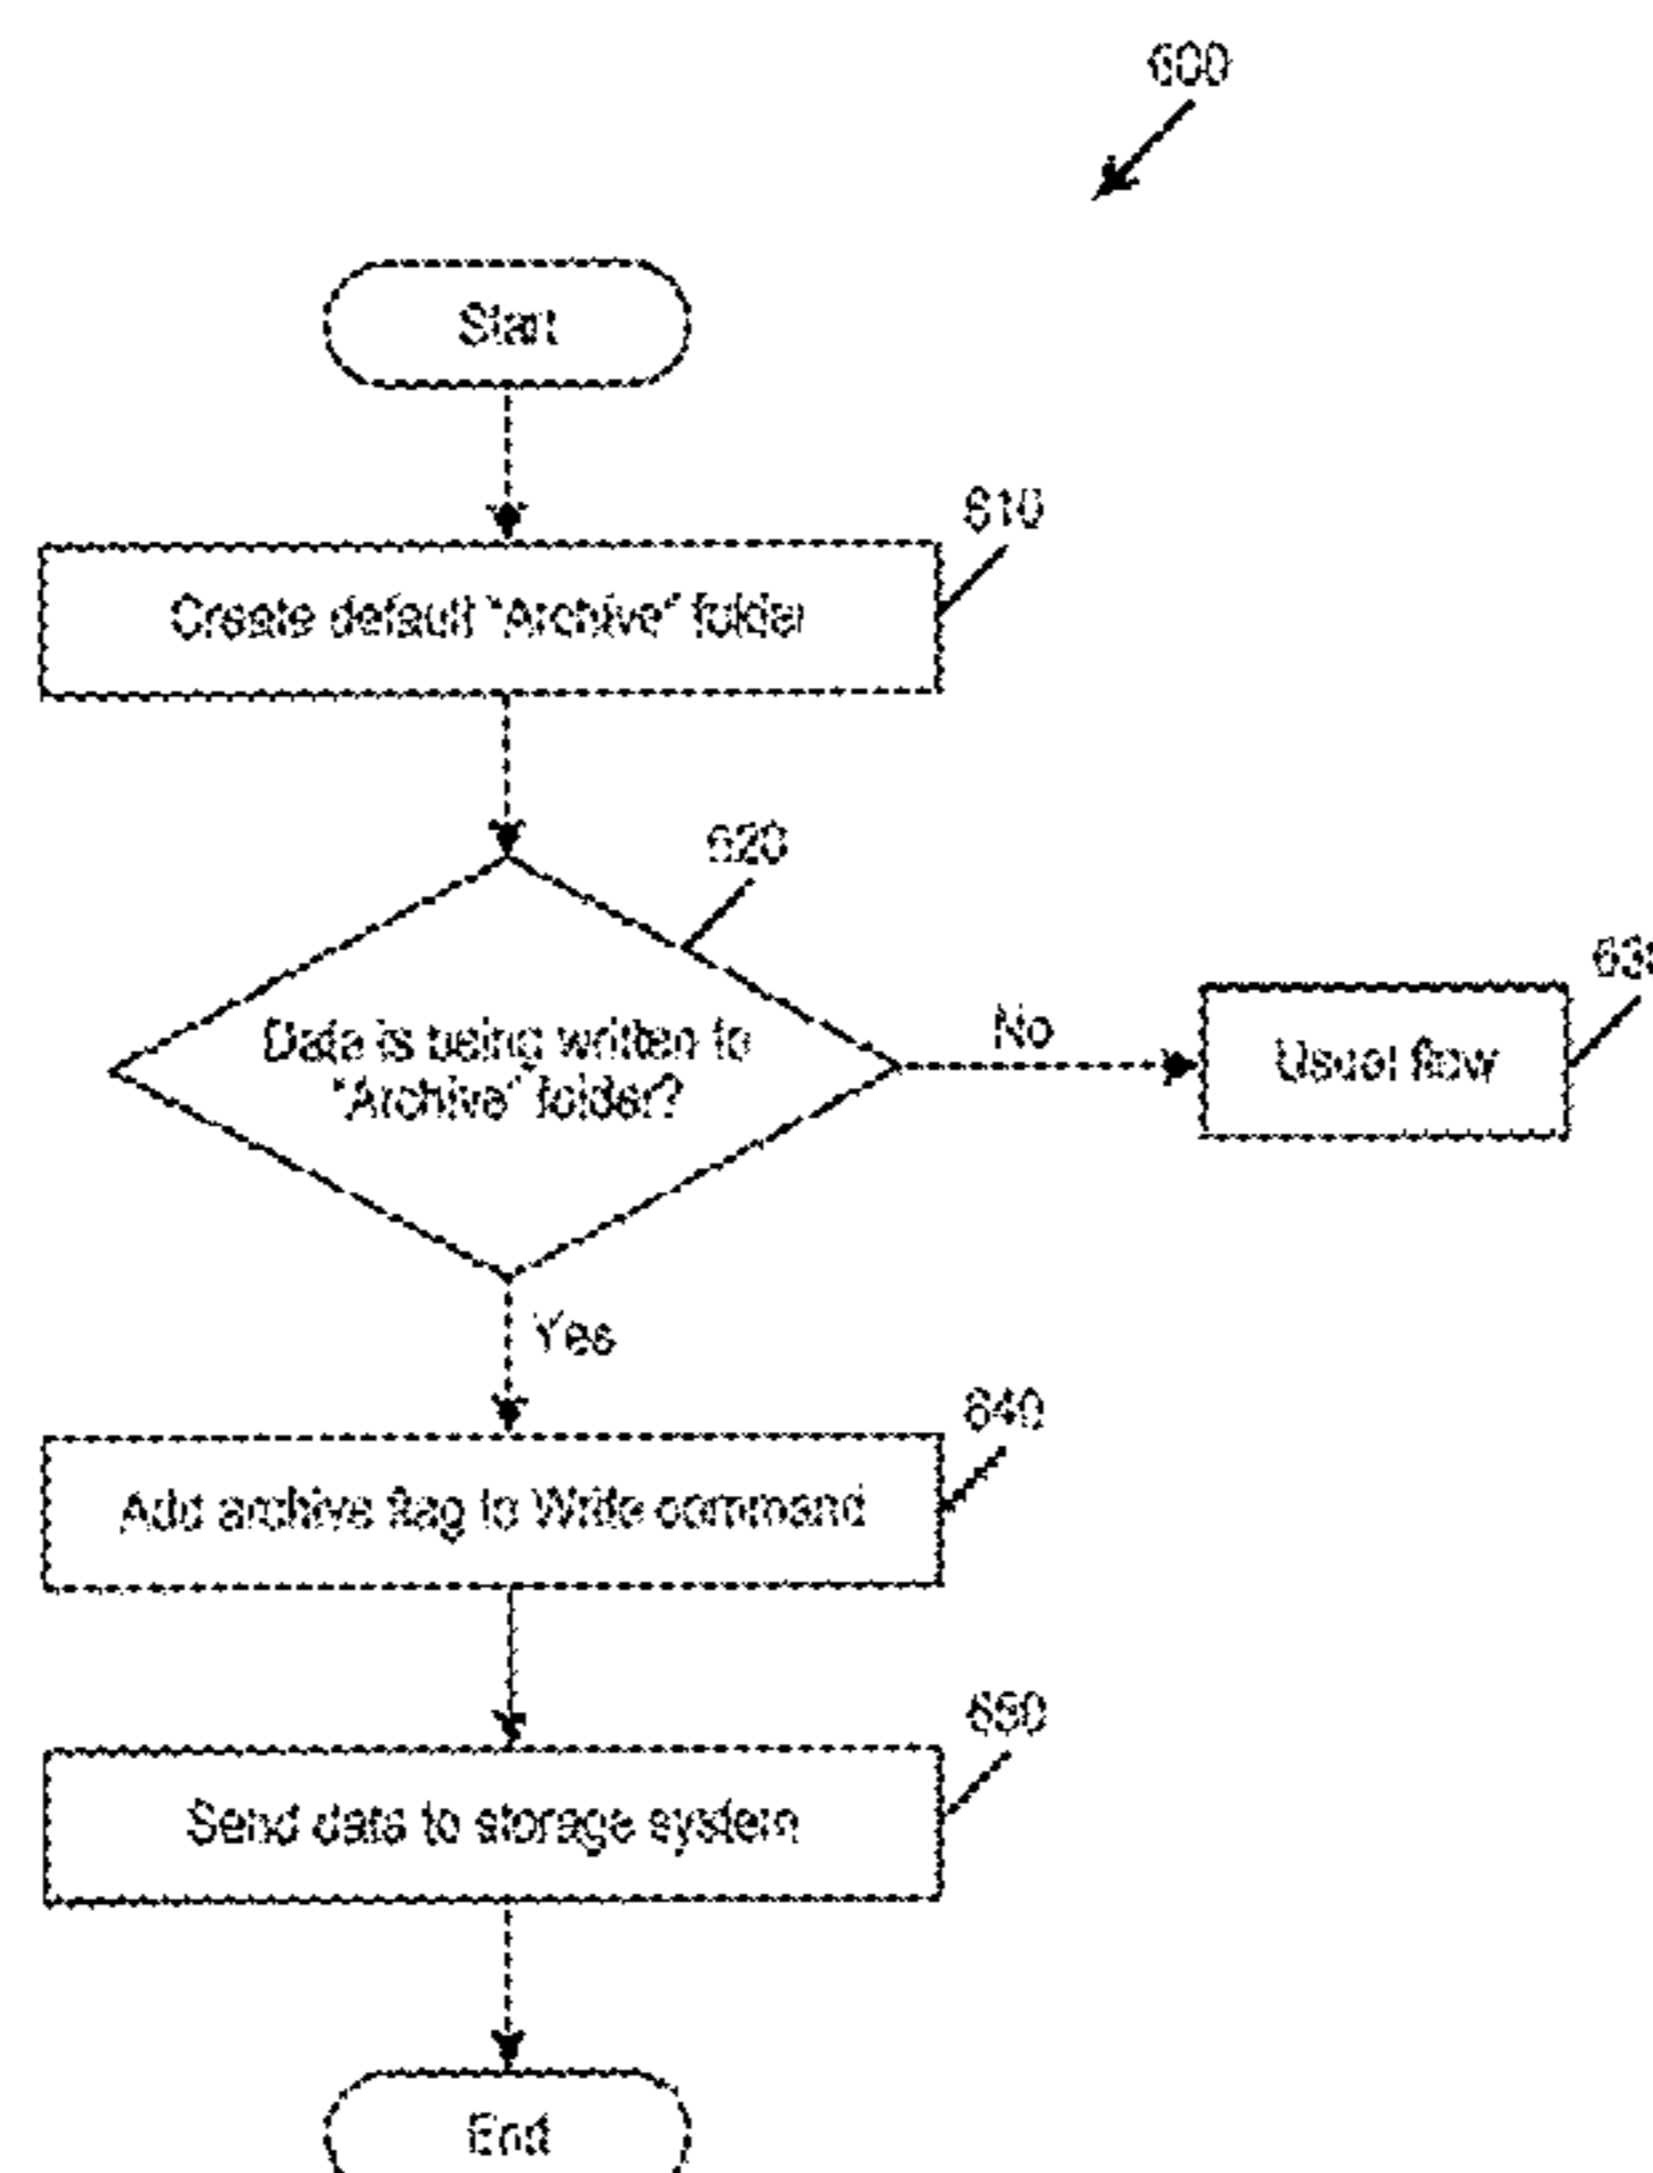 600
Start
610
Create default "Archive" folder
620
Data is being written to
"Archive" folder?
No
Usual flow
Yes
640
Add archive flag to Write command
650
Send data to storage system
End